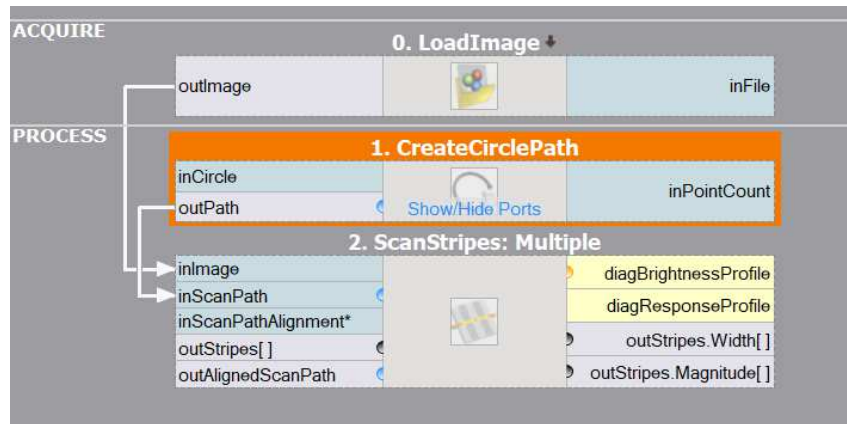 ACQUIRE
0. LoadImage
outImage
inFile
PROCESS
1. CreateCirclePath
inCircle
outPath
Show/Hide Ports
inPointCount
2. ScanStripes: Multiple
inImage
inScanPath
inScanPathAlignment*
outStripes[ ]
outAlignedScanPath
diagBrightnessProfile
diagResponseProfile
outStripes.Width[ ]
outStripes.Magnitude[ ]